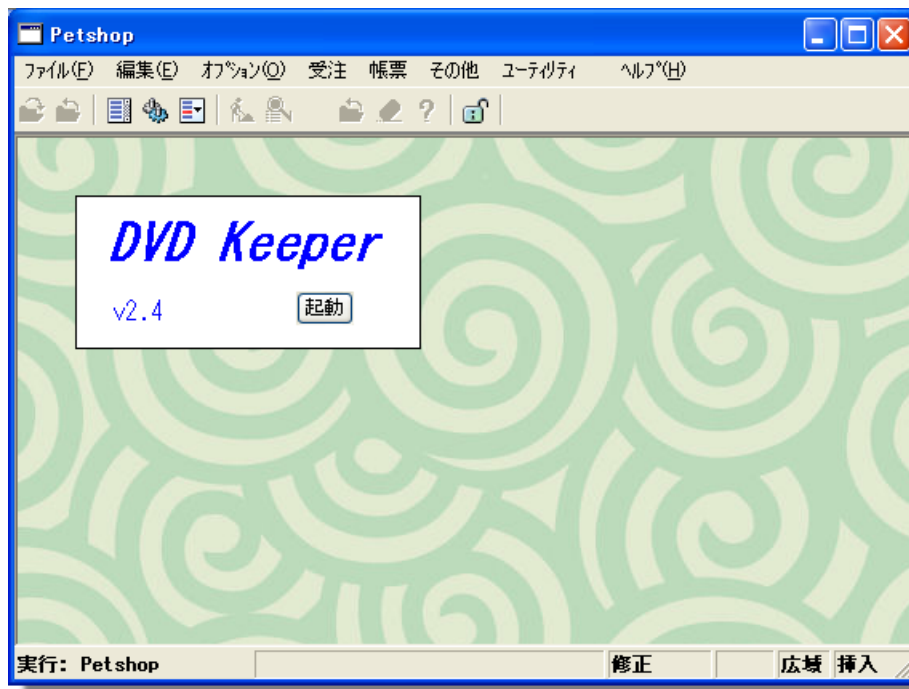 Petshop
ファイル(F) 編集(E) オプション(O) 受注 帳票 その他 ユーティリティ ヘルプ(H)
DVD Keeper
v2.4 起動
実行: Petshop 修正 広域 挿入